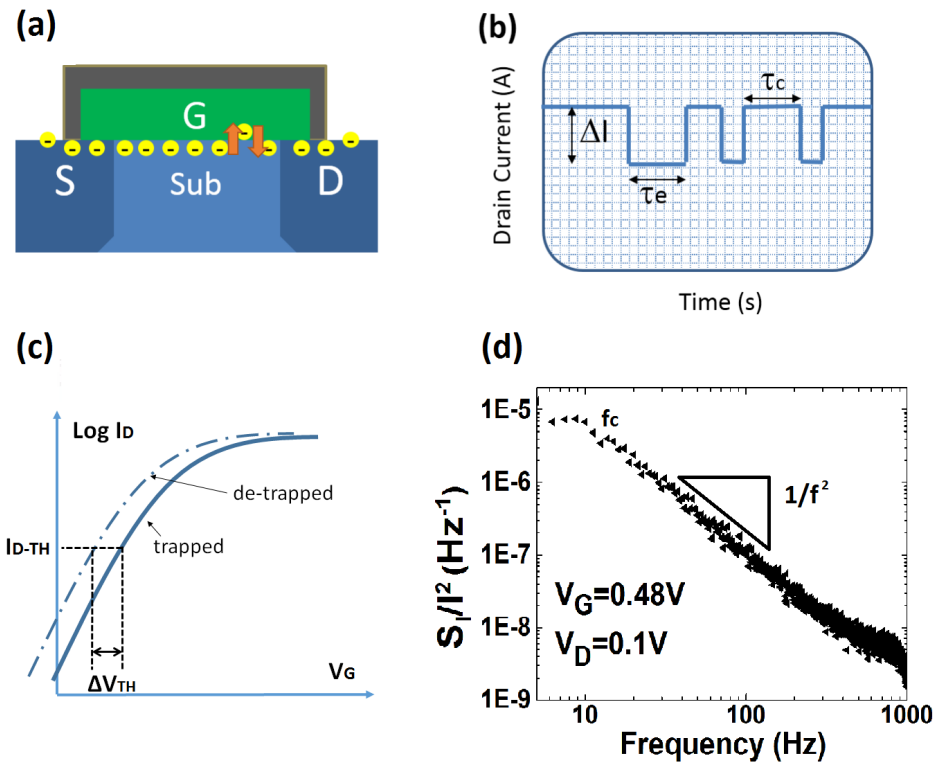 (a)
G
S
Sub
D
- - - - - - - - - - - - - -
(b)
Drain Current (A)
ΔI
τc
τe
Time (s)
(c)
Log ID
de-trapped
trapped
ID-TH
ΔVTH
VG
(d)
SI/I² (Hz⁻¹)
1E-5
1E-6
1E-7
1E-8
1E-9
fc
1/f²
VG=0.48V
VD=0.1V
10
100
1000
Frequency (Hz)